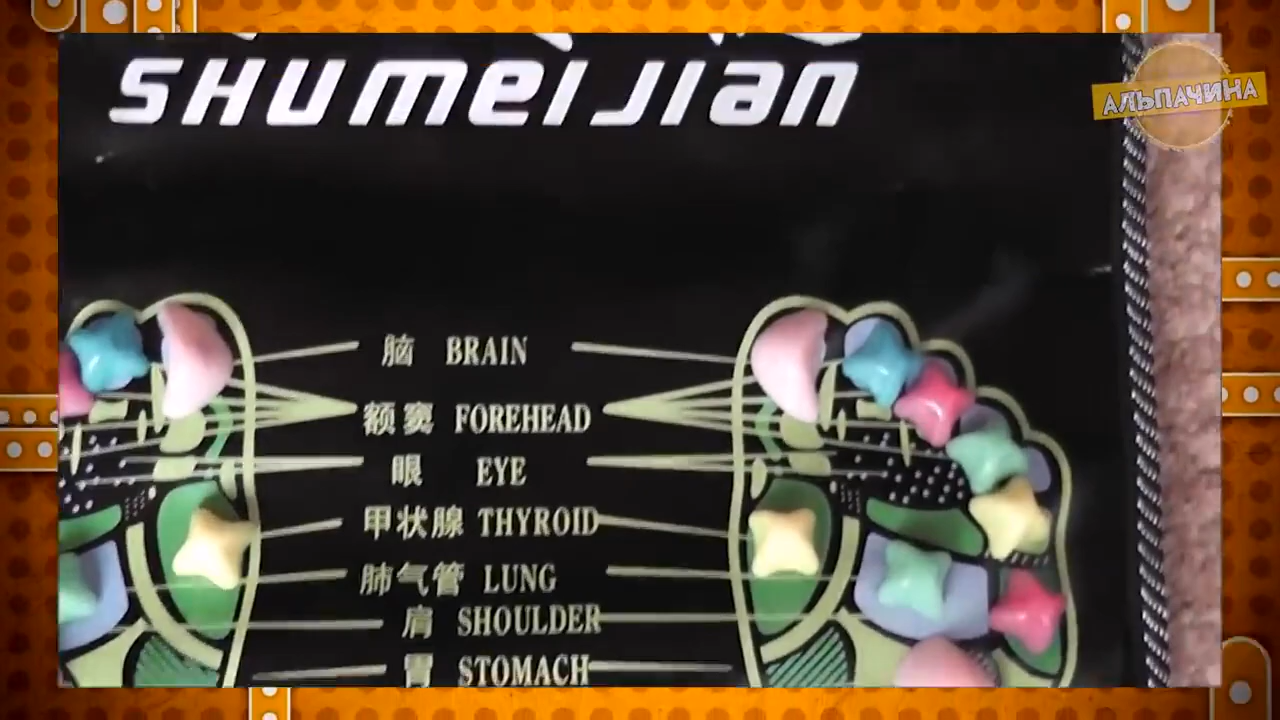 SHUMEIJIAN
АЛЬПАЧИНА
脑 BRAIN
额窦 FOREHEAD
眼 EYE
甲状腺 THYROID
肺气管 LUNG
肩 SHOULDER
胃 STOMACH